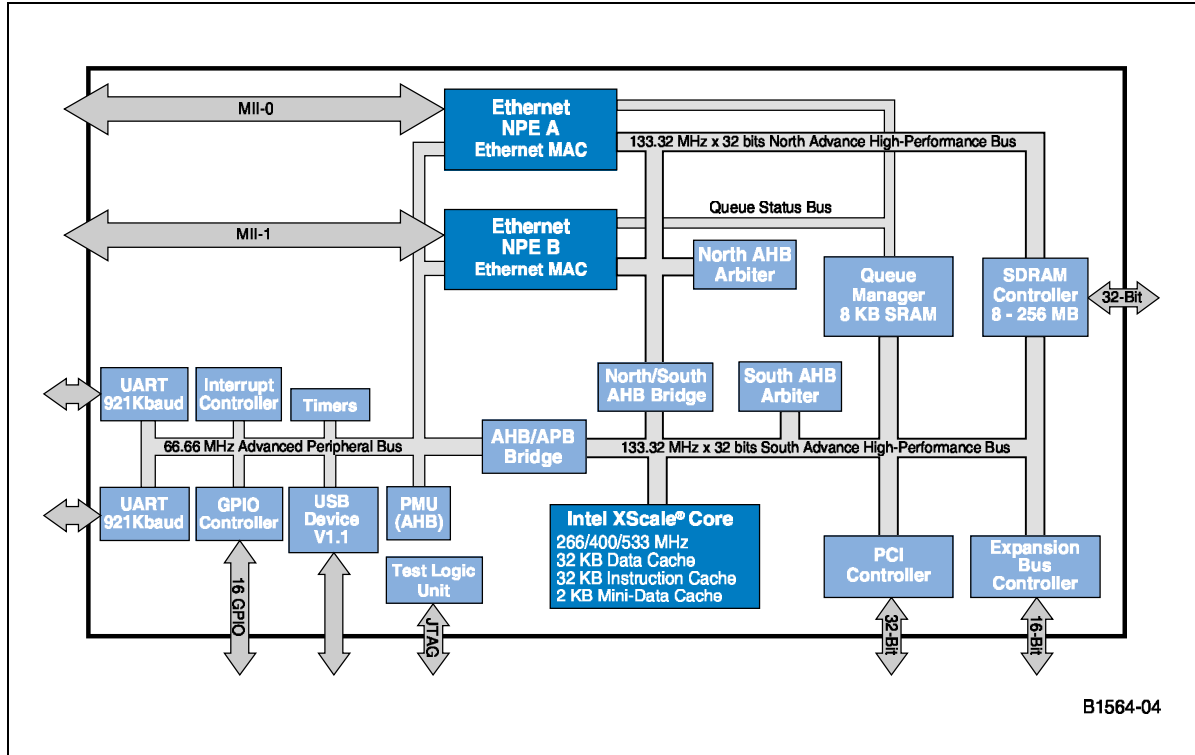 MII-0
Ethernet
NPE A
Ethernet MAC
133.32 MHz x 32 bits North Advance High-Performance Bus
MII-1
Ethernet
NPE B
Ethernet MAC
Queue Status Bus
North AHB
Arbiter
Queue
Manager
8 KB SRAM
SDRAM
Controller
8 - 256 MB
32-Bit
UART
921Kbaud
Interrupt
Controller
Timers
North/South
AHB Bridge
South AHB
Arbiter
66.66 MHz Advanced Peripheral Bus
AHB/APB
Bridge
133.32 MHz x 32 bits South Advance High-Performance Bus
UART
921Kbaud
GPIO
Controller
USB
Device
V1.1
PMU
(AHB)
Intel XScale® Core
266/400/533 MHz
32 KB Data Cache
32 KB Instruction Cache
2 KB Mini-Data Cache
PCI
Controller
Expansion
Bus
Controller
Test Logic
Unit
16 GPIO
JTAG
32-Bit
16-Bit
B1564-04